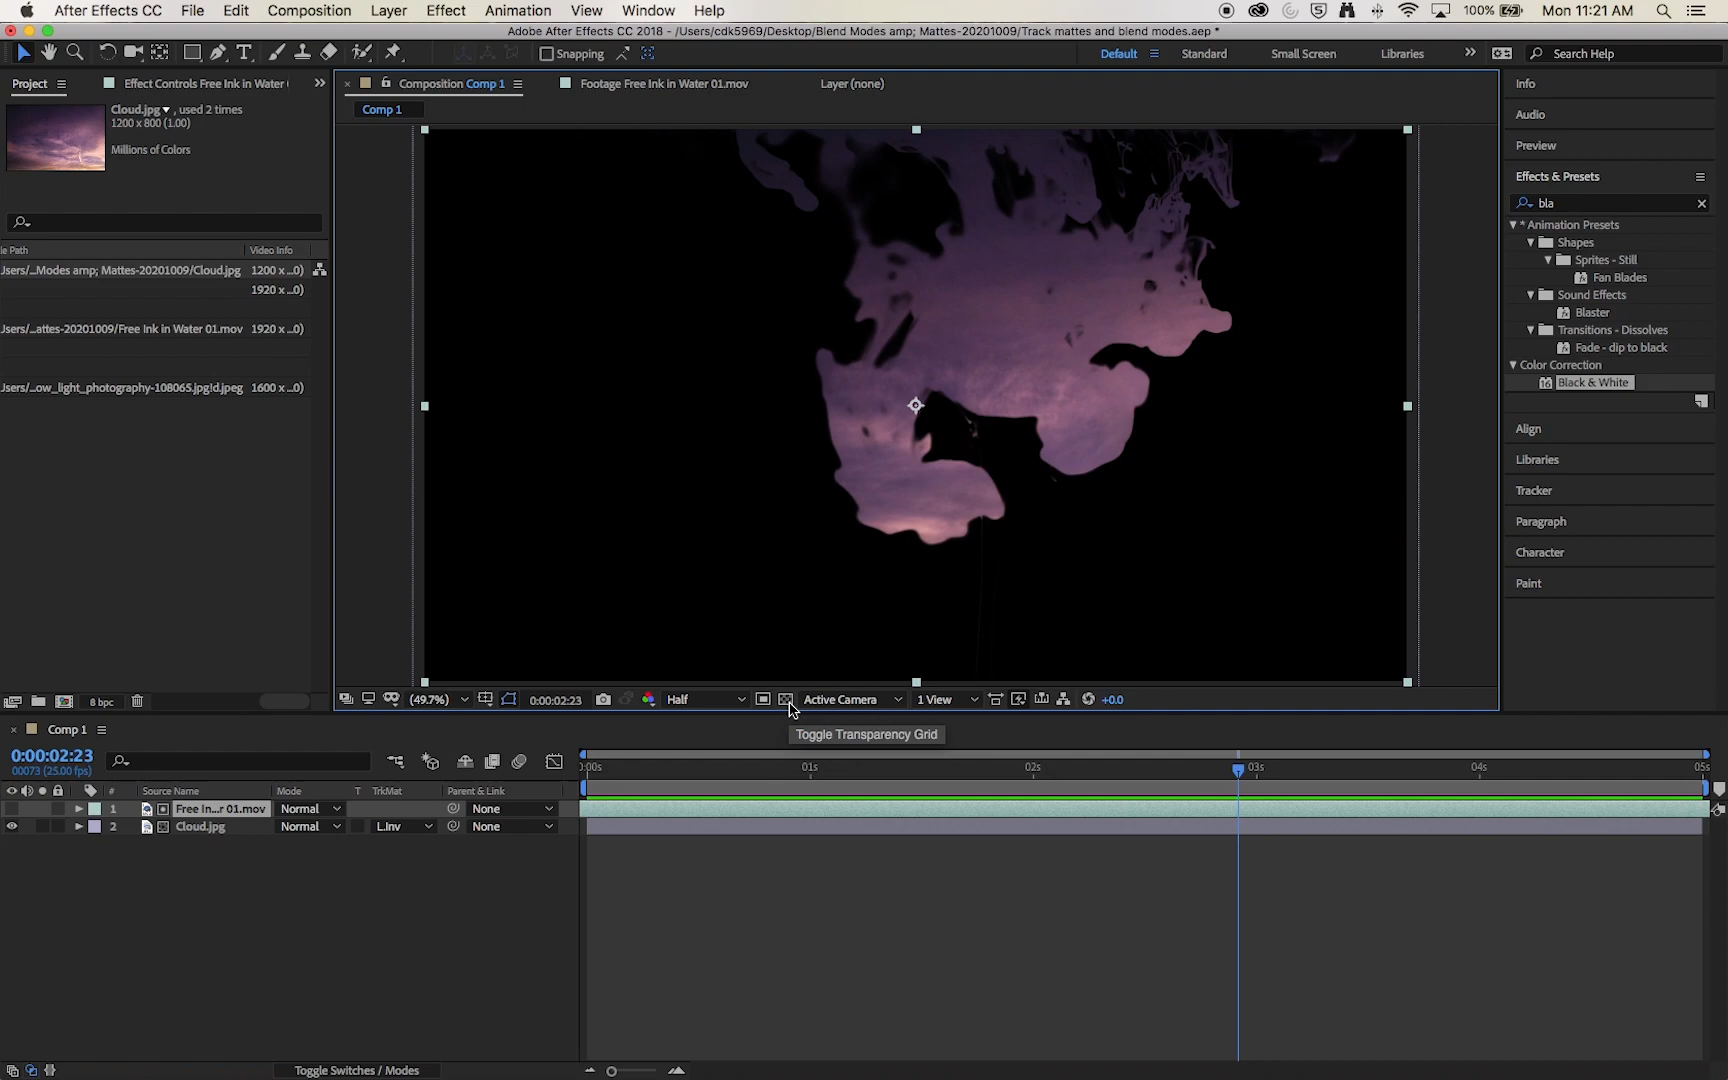 After Effects CC File Edit Composition Layer Effect Animation View Window Help 100% Mon 11:21 AM
Adobe After Effects CC 2018 - /Users/cdk5969/Desktop/Blend Modes amp; Mattes-20201009/Track mattes and blend modes.aep *
Snapping Default Standard Small Screen Libraries Search Help
Project Effect Controls Free Ink in Water Composition Comp 1 Footage Free Ink in Water 01.mov Layer (none)
Comp 1
Cloud.jpg , used 2 times
1200 x 800 (1.00)
Millions of Colors
le Path Video Info
Jsers/...Modes amp; Mattes-20201009/Cloud.jpg 1200 x ...0)
1920 x ...0)
Jsers/...attes-20201009/Free Ink in Water 01.mov 1920 x ...0)
Jsers/...ow_light_photography-108065.jpg!d.jpeg 1600 x ...0)
Info
Audio
Preview
Effects & Presets
bla
* Animation Presets
Shapes
Sprites - Still
Fan Blades
Sound Effects
Blaster
Transitions - Dissolves
Fade - dip to black
Color Correction
16 Black & White
Align
Libraries
Tracker
Paragraph
Character
Paint
8 bpc (49.7%) 0:00:02:23 Half Active Camera 1 View +0.0
Toggle Transparency Grid
Comp 1
0:00:02:23
00073 (25.00 fps)
# Source Name Mode T TrkMat Parent & Link
1 Free In...r 01.mov Normal None
2 Cloud.jpg Normal L.Inv None
0:00s 01s 02s 03s 04s 05s
Toggle Switches / Modes